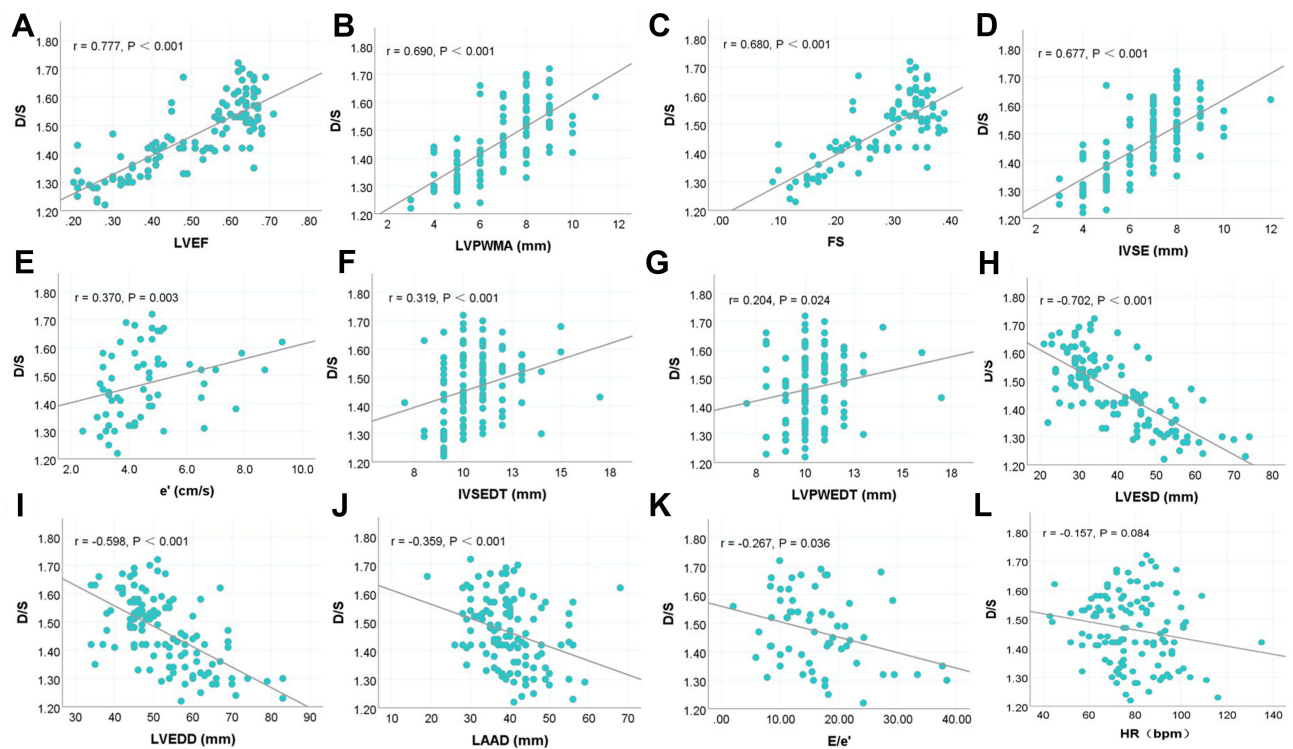 A
r = 0.777, P < 0.001
1.80
1.70
1.60
1.50
1.40
1.30
1.20
D/S
.20 .30 .40 .50 .60 .70 .80
LVEF
B
r = 0.690, P < 0.001
1.80
1.70
1.60
1.50
1.40
1.30
1.20
D/S
2 4 6 8 10 12
LVPWMA (mm)
C
r = 0.680, P < 0.001
1.80
1.70
1.60
1.50
1.40
1.30
1.20
D/S
.00 .10 .20 .30 .40
FS
D
r = 0.677, P < 0.001
1.80
1.70
1.60
1.50
1.40
1.30
1.20
D/S
2 4 6 8 10 12
IVSE (mm)
E
r = 0.370, P = 0.003
1.80
1.70
1.60
1.50
1.40
1.30
1.20
D/S
2.0 4.0 6.0 8.0 10.0
e' (cm/s)
F
r = 0.319, P < 0.001
1.80
1.70
1.60
1.50
1.40
1.30
1.20
D/S
8 10 13 15 18
IVSEDT (mm)
G
r= 0.204, P = 0.024
1.80
1.70
1.60
1.50
1.40
1.30
1.20
D/S
8 10 13 15 18
LVPWEDT (mm)
H
r = -0.702, P < 0.001
1.80
1.70
1.60
1.50
1.40
1.30
1.20
D/S
20 30 40 50 60 70 80
LVESD (mm)
I
r = -0.598, P < 0.001
1.80
1.70
1.60
1.50
1.40
1.30
1.20
D/S
30 40 50 60 70 80 90
LVEDD (mm)
J
r = -0.359, P < 0.001
1.80
1.70
1.60
1.50
1.40
1.30
1.20
D/S
10 20 30 40 50 60 70
LAAD (mm)
K
r = -0.267, P = 0.036
1.80
1.70
1.60
1.50
1.40
1.30
1.20
D/S
.00 10.00 20.00 30.00 40.00
E/e'
L
r = -0.157, P = 0.084
1.80
1.70
1.60
1.50
1.40
1.30
1.20
D/S
40 60 80 100 120 140
HR（bpm）